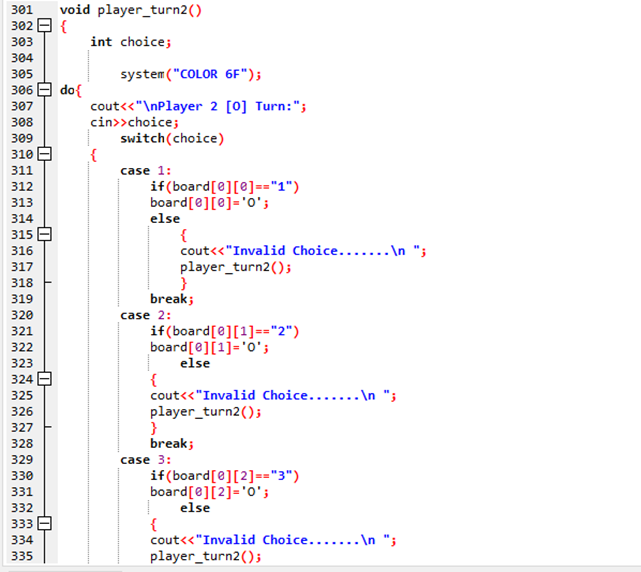 301 void player_turn2()
302 {
303 int choice;
304
305 system("COLOR 6F");
306 do{
307 cout<<"\nPlayer 2 [O] Turn:";
308 cin>>choice;
309 switch(choice)
310 {
311 case 1:
312 if(board[0][0]=="1")
313 board[0][0]='O';
314 else
315 {
316 cout<<"Invalid Choice.......\n ";
317 player_turn2();
318 }
319 break;
320 case 2:
321 if(board[0][1]=="2")
322 board[0][1]='O';
323 else
324 {
325 cout<<"Invalid Choice.......\n ";
326 player_turn2();
327 }
328 break;
329 case 3:
330 if(board[0][2]=="3")
331 board[0][2]='O';
332 else
333 {
334 cout<<"Invalid Choice.......\n ";
335 player_turn2();